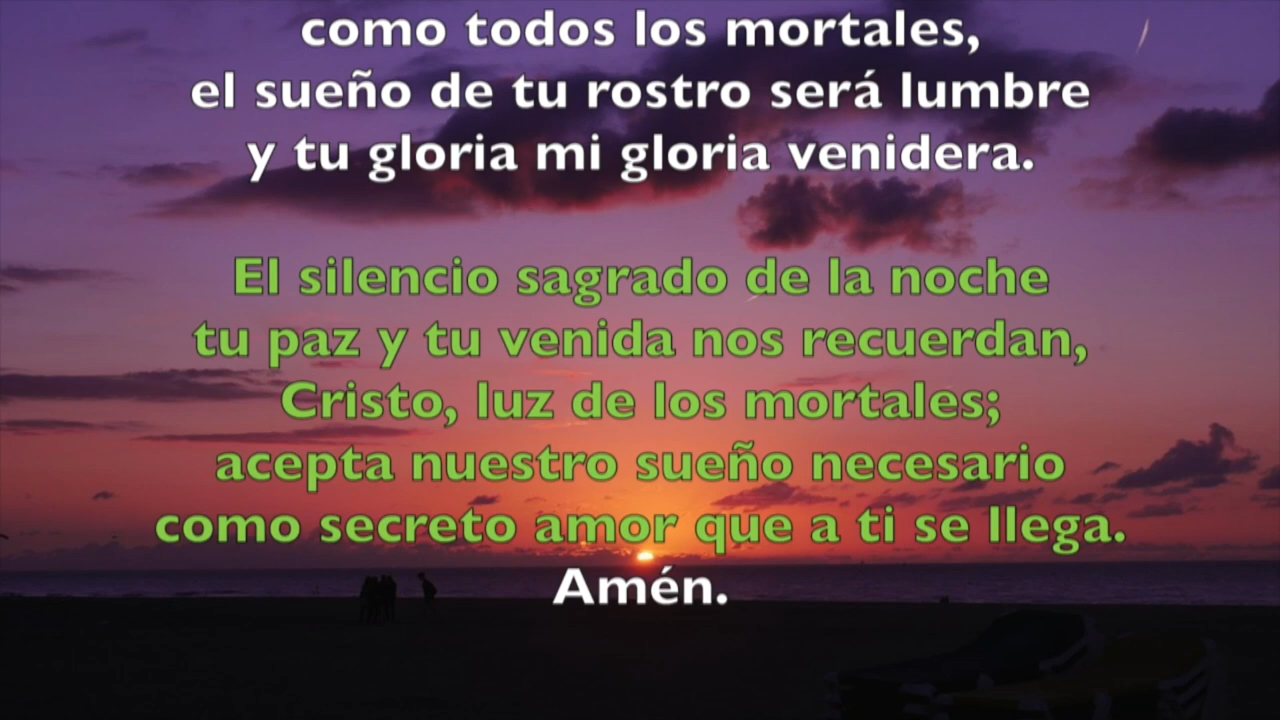 como todos los mortales,
el sueño de tu rostro será lumbre
y tu gloria mi gloria venidera.
El silencio sagrado de la noche
tu paz y tu venida nos recuerdan,
Cristo, luz de los mortales;
acepta nuestro sueño necesario
como secreto amor que a ti se llega.
Amén.